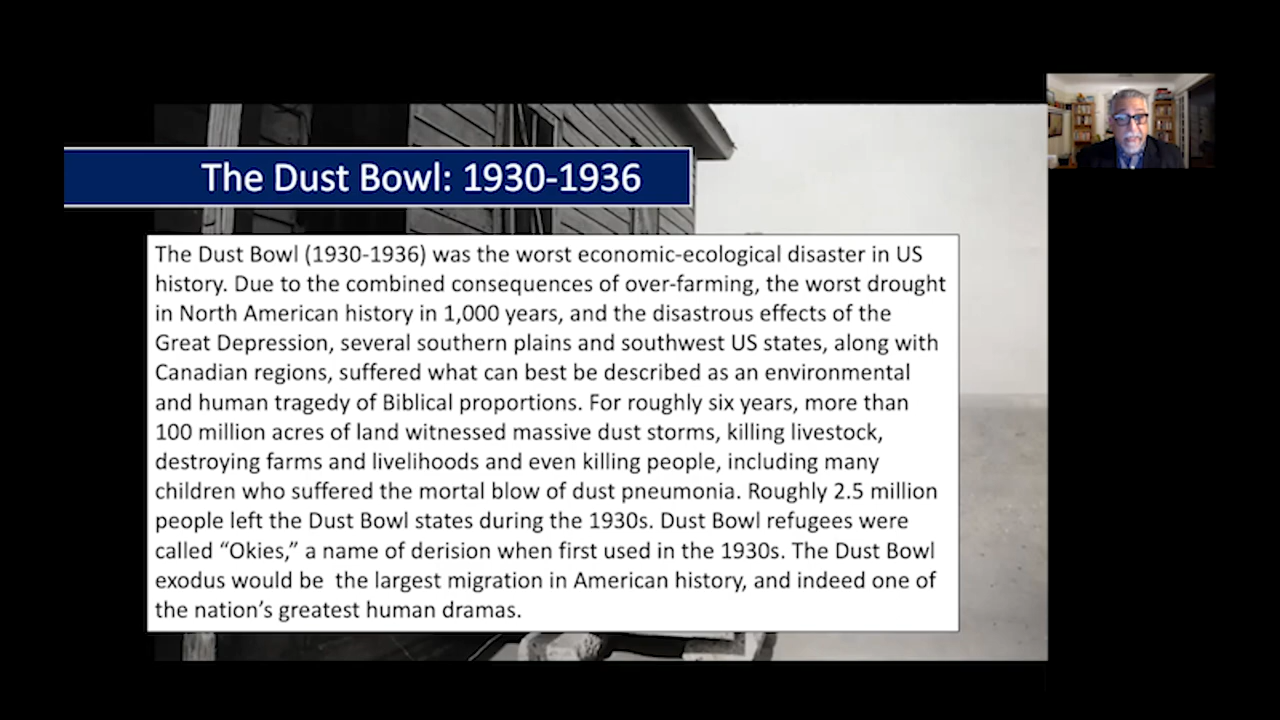 The Dust Bowl: 1930-1936
The Dust Bowl (1930-1936) was the worst economic-ecological disaster in US
history. Due to the combined consequences of over-farming, the worst drought
in North American history in 1,000 years, and the disastrous effects of the
Great Depression, several southern plains and southwest US states, along with
Canadian regions, suffered what can best be described as an environmental
and human tragedy of Biblical proportions. For roughly six years, more than
100 million acres of land witnessed massive dust storms, killing livestock,
destroying farms and livelihoods and even killing people, including many
children who suffered the mortal blow of dust pneumonia. Roughly 2.5 million
people left the Dust Bowl states during the 1930s. Dust Bowl refugees were
called “Okies,” a name of derision when first used in the 1930s. The Dust Bowl
exodus would be  the largest migration in American history, and indeed one of
the nation’s greatest human dramas.